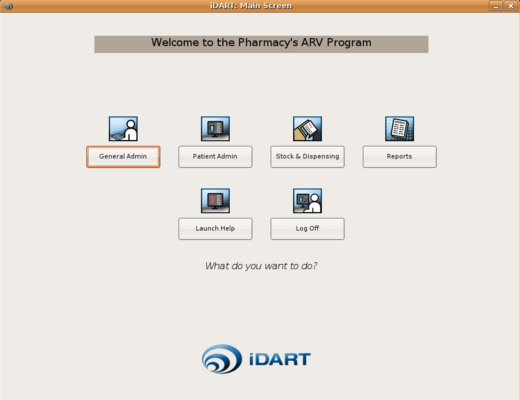 iDART: Main Screen
Welcome to the Pharmacy's ARV Program
General Admin
Patient Admin
Stock & Dispensing
Reports
Launch Help
Log Off
What do you want to do?
iDART